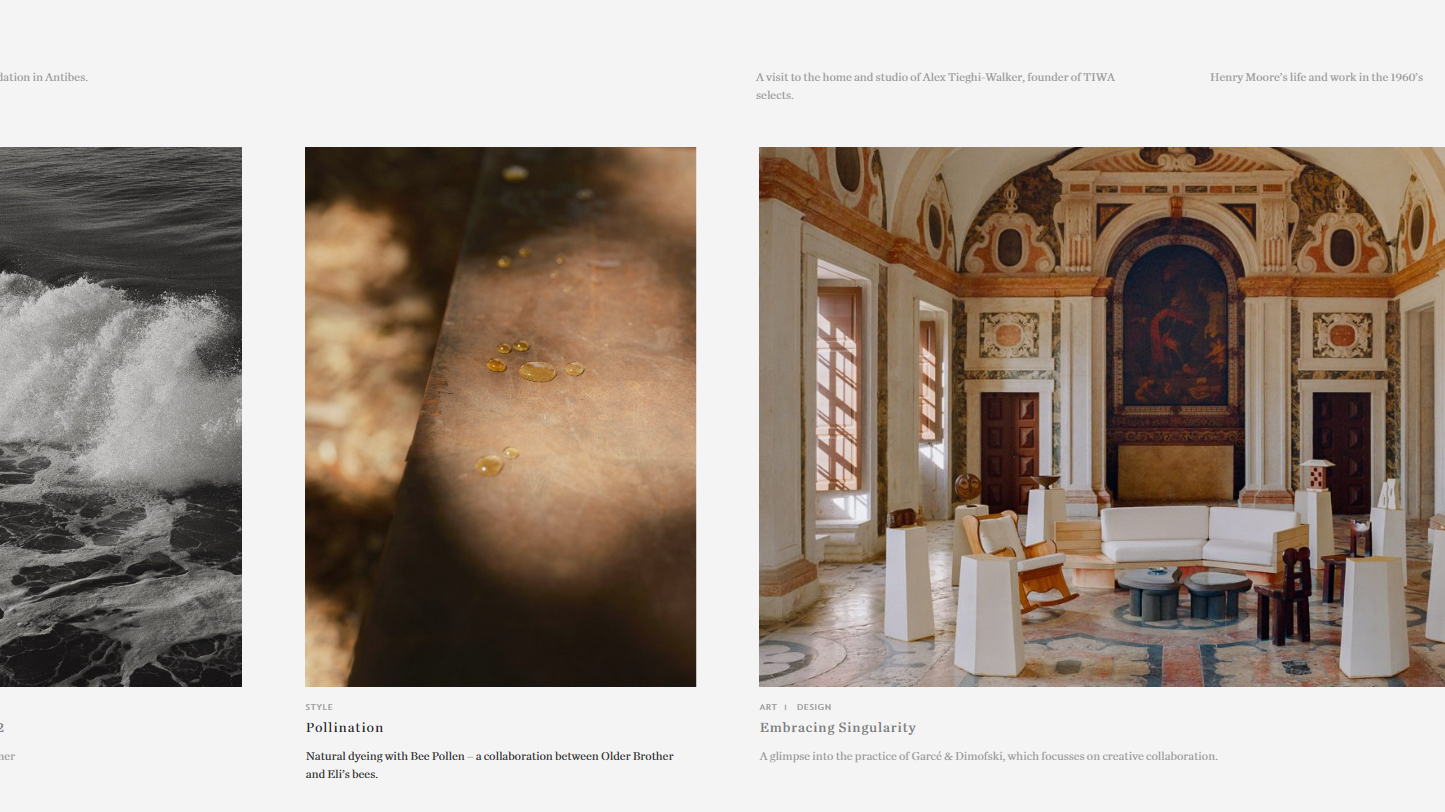 dation in Antibes.
A visit to the home and studio of Alex Tieghi-Walker, founder of TIWA
selects.
Henry Moore's life and work in the 1960's
2
ner
STYLE
Pollination
Natural dyeing with Bee Pollen – a collaboration between Older Brother
and Eli's bees.
ART | DESIGN
Embracing Singularity
A glimpse into the practice of Garcé & Dimofski, which focusses on creative collaboration.